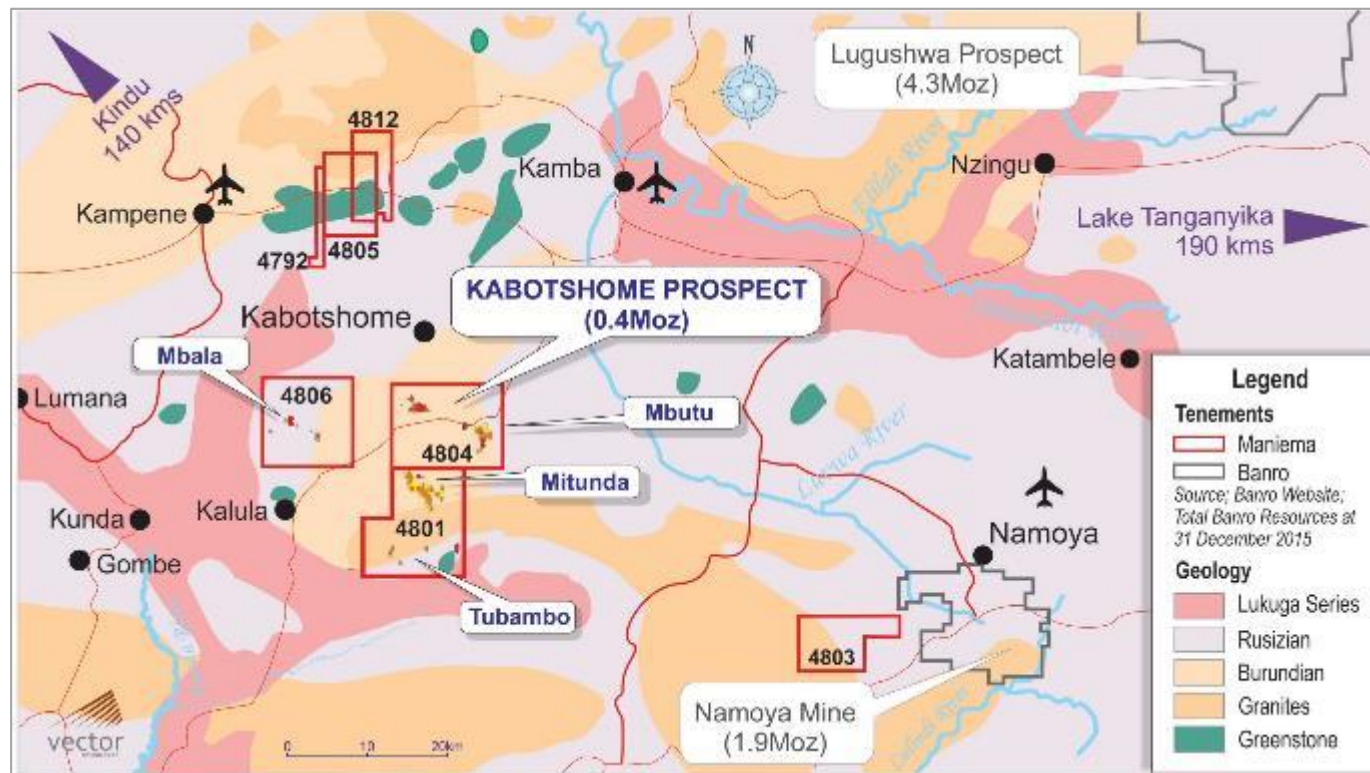 N
Lugushwa Prospect
(4.3Moz)
Kindu
140 kms
4812
Kamba
Nzingu
Kampene
Lake Tanganyika
190 kms
4792
4805
KABOTSHOME PROSPECT
(0.4Moz)
Kabotshome
Mbala
Katambele
4806
Lumana
Mbutu
4804
Mitunda
Kunda
Kalula
4801
Gombe
Namoya
Tubambo
4803
Namoya Mine
(1.9Moz)
vector
0 10 20km
Legend
Tenements
Maniema
Banro
Source; Banro Website;
Total Banro Resources at
31 December 2015
Geology
Lukuga Series
Rusizian
Burundian
Granites
Greenstone
River
River